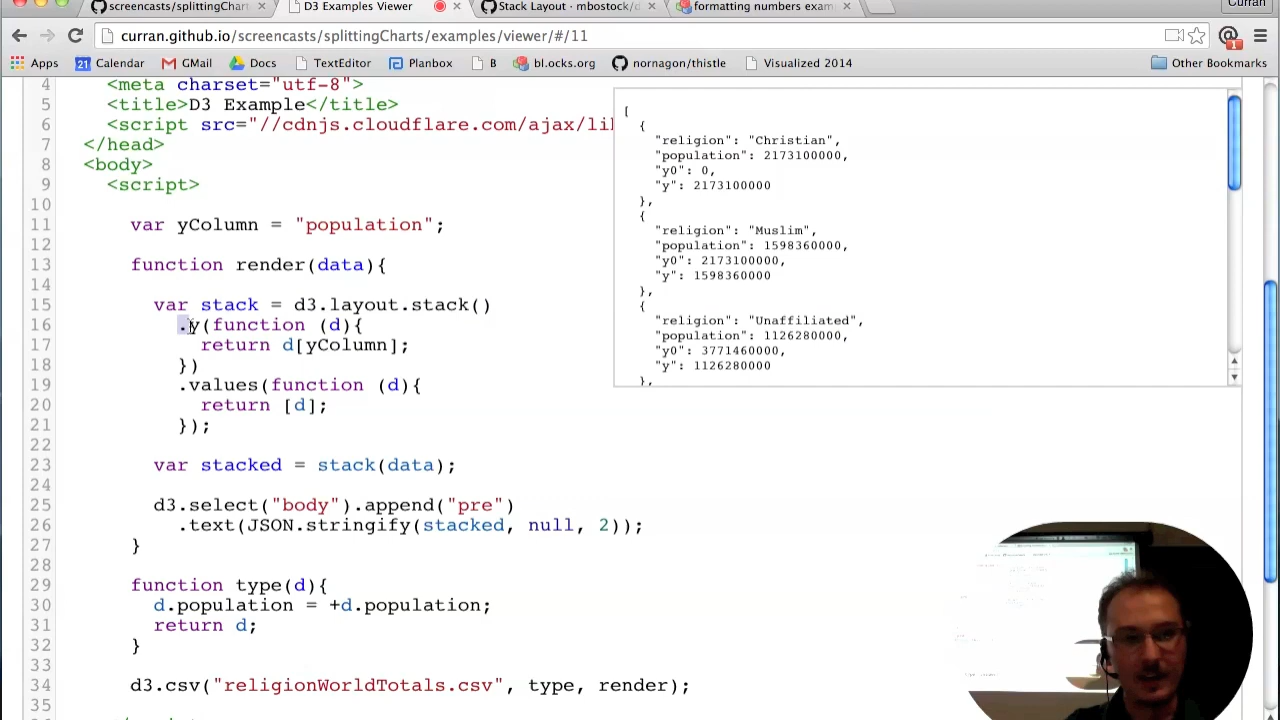 screencasts/splittingChart
D3 Examples Viewer
Stack Layout · mbostock/d
formatting numbers exam
Curran
curran.github.io/screencasts/splittingCharts/examples/viewer/#/11
1
Apps
21 Calendar
GMail
Docs
TextEditor
Planbox
B
bl.ocks.org
nornagon/thistle
Visualized 2014
Other Bookmarks
4 <meta charset="utf-8">
5 <title>D3 Example</title>
6 <script src="//cdnjs.cloudflare.com/ajax/li
7 </head>
8 <body>
9 <script>
10
11 var yColumn = "population";
12
13 function render(data){
14
15 var stack = d3.layout.stack()
16 .y(function (d){
17 return d[yColumn];
18 })
19 .values(function (d){
20 return [d];
21 });
22
23 var stacked = stack(data);
24
25 d3.select("body").append("pre")
26 .text(JSON.stringify(stacked, null, 2));
27 }
28
29 function type(d){
30 d.population = +d.population;
31 return d;
32 }
33
34 d3.csv("religionWorldTotals.csv", type, render);
35
[
{
"religion": "Christian",
"population": 2173100000,
"y0": 0,
"y": 2173100000
},
{
"religion": "Muslim",
"population": 1598360000,
"y0": 2173100000,
"y": 1598360000
},
{
"religion": "Unaffiliated",
"population": 1126280000,
"y0": 3771460000,
"y": 1126280000
},